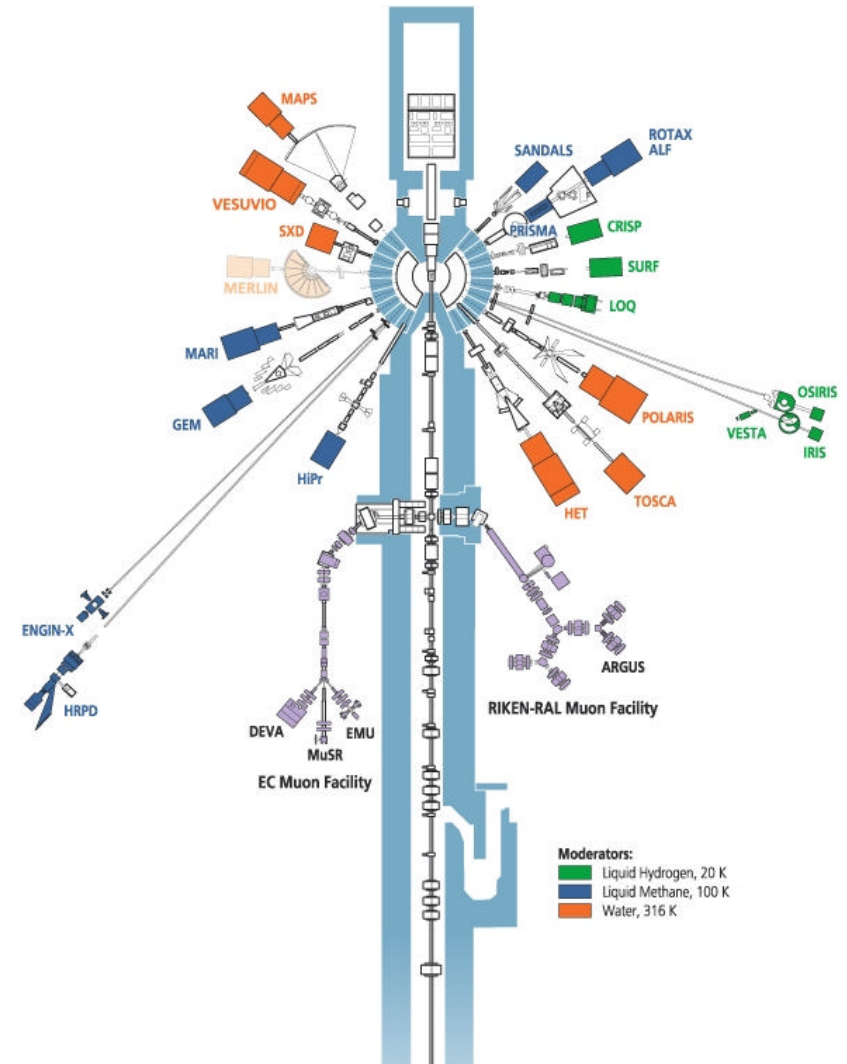 MAPS
ROTAX
ALF
SANDALS
VESUVIO
PRISMA
CRISP
SXD
SURF
MERLIN
LOQ
MARI
OSIRIS
POLARIS
GEM
VESTA
IRIS
HiPr
TOSCA
HET
ENGIN-X
ARGUS
HRPD
RIKEN-RAL Muon Facility
DEVA
EMU
MuSR
EC Muon Facility
Moderators:
Liquid Hydrogen, 20 K
Liquid Methane, 100 K
Water, 316 K